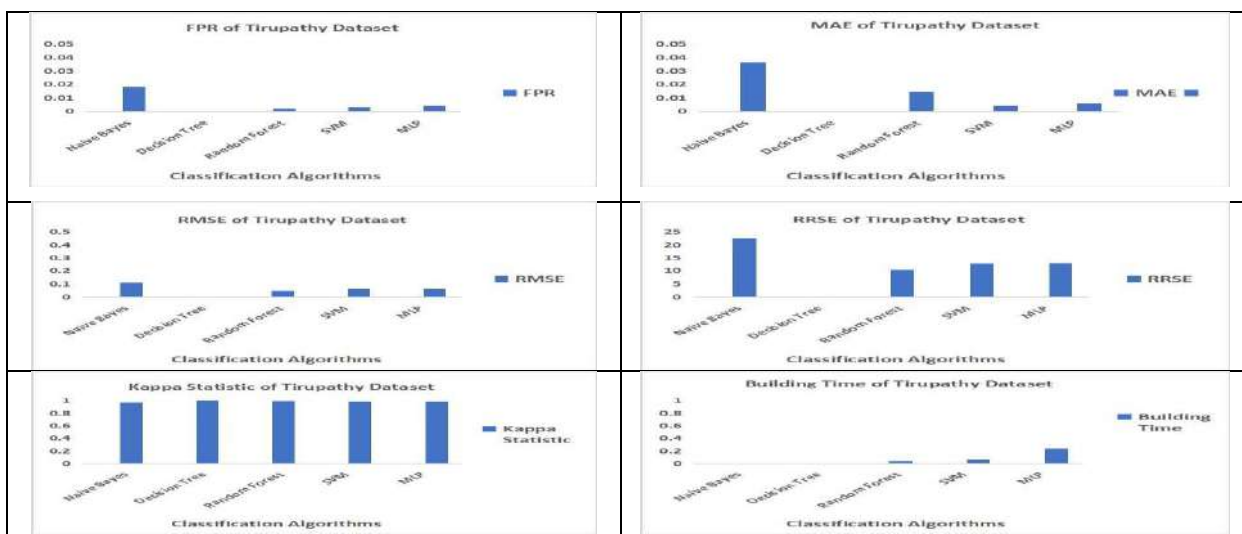 FPR of Tirupathy Dataset
0.05
0.04
0.03
0.02
0.01
0
Naïve Bayes
Decision Tree
Random Forest
SVM
MLP
FPR
Classification Algorithms
MAE of Tirupathy Dataset
0.05
0.04
0.03
0.02
0.01
0
Naïve Bayes
Decision Tree
Random Forest
SVM
MLP
MAE
Classification Algorithms
RMSE of Tirupathy Dataset
0.5
0.4
0.3
0.2
0.1
0
Naïve Bayes
Decision Tree
Random Forest
SVM
MLP
RMSE
Classification Algorithms
RRSE of Tirupathy Dataset
25
20
15
10
5
0
Naïve Bayes
Decision Tree
Random Forest
SVM
MLP
RRSE
Classification Algorithms
Kappa Statistic of Tirupathy Dataset
1
0.8
0.6
0.4
0.2
0
Naïve Bayes
Decision Tree
Random Forest
SVM
MLP
Kappa
Statistic
Classification Algorithms
Building Time of Tirupathy Dataset
1
0.8
0.6
0.4
0.2
0
Naïve Bayes
Decision Tree
Random Forest
SVM
MLP
Building
Time
Classification Algorithms